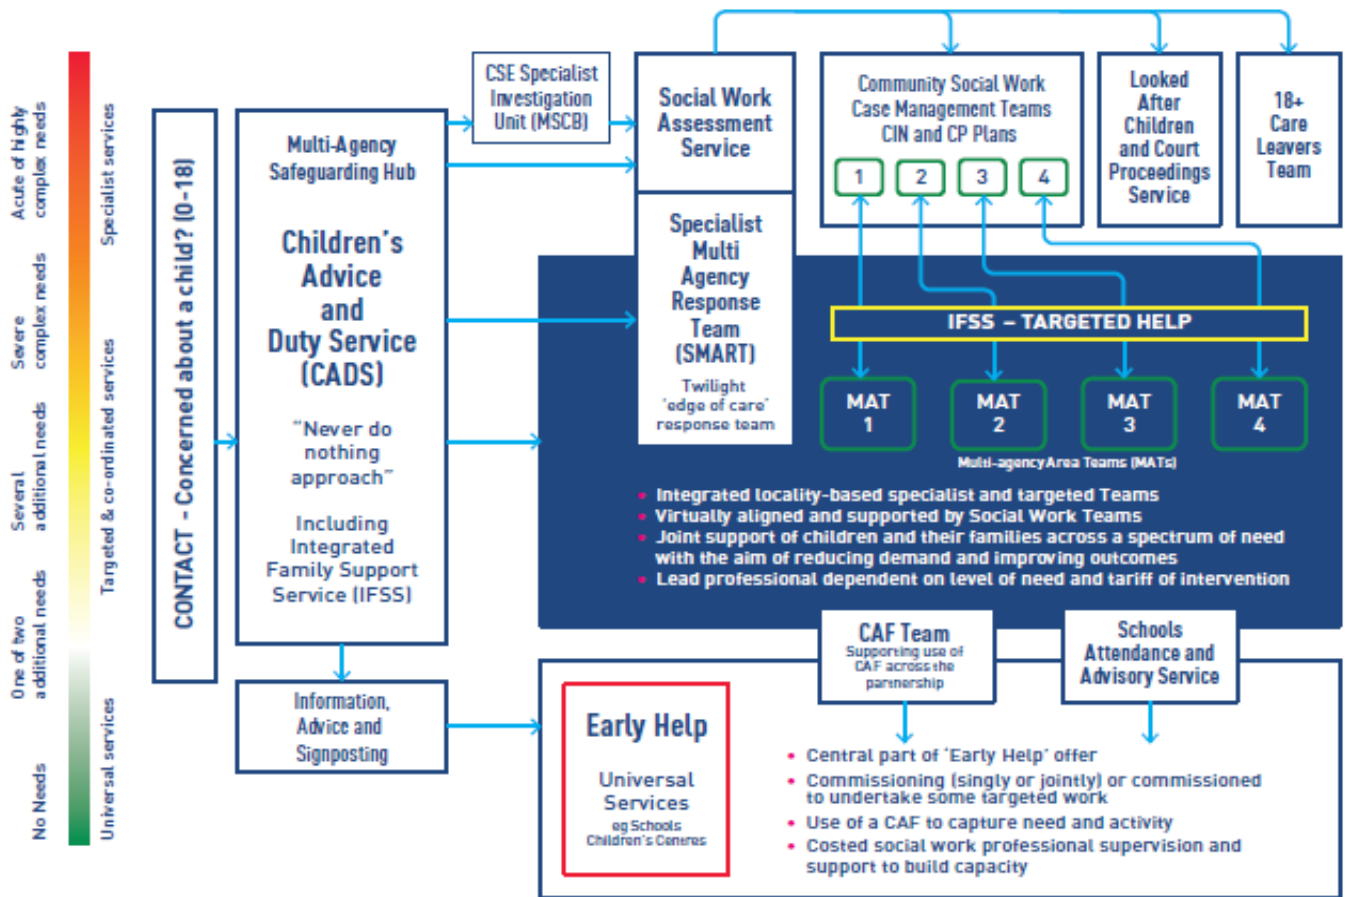 Acute of highly
complex needs
Severe
complex needs
Several
additional needs
One of two
additional needs
No Needs
Specialist services
Targeted & co-ordinated services
Universal services
CONTACT - Concerned about a child? (0-18)
Multi-Agency
Safeguarding Hub
Children's
Advice
and
Duty Service
(CADS)
"Never do
nothing
approach"
Including
Integrated
Family Support
Service (IFSS)
Information,
Advice and
Signposting
CSE Specialist
Investigation
Unit (MSCB)
Social Work
Assessment
Service
Specialist
Multi
Agency
Response
Team
(SMART)
Twilight
'edge of care'
response team
Community Social Work
Case Management Teams
CIN and CP Plans
1
2
3
4
Looked
After
Children
and Court
Proceedings
Service
18+
Care
Leavers
Team
IFSS – TARGETED HELP
MAT
1
MAT
2
MAT
3
MAT
4
Multi-agency Area Teams (MATs)
• Integrated locality-based specialist and targeted Teams
• Virtually aligned and supported by Social Work Teams
• Joint support of children and their families across a spectrum of need
with the aim of reducing demand and improving outcomes
• Lead professional dependent on level of need and tariff of intervention
CAF Team
Supporting use of
CAF across the
partnership
Schools
Attendance and
Advisory Service
Early Help
Universal
Services
eg Schools
Children's Centres
• Central part of 'Early Help' offer
• Commissioning (singly or jointly) or commissioned
to undertake some targeted work
• Use of a CAF to capture need and activity
• Costed social work professional supervision and
support to build capacity